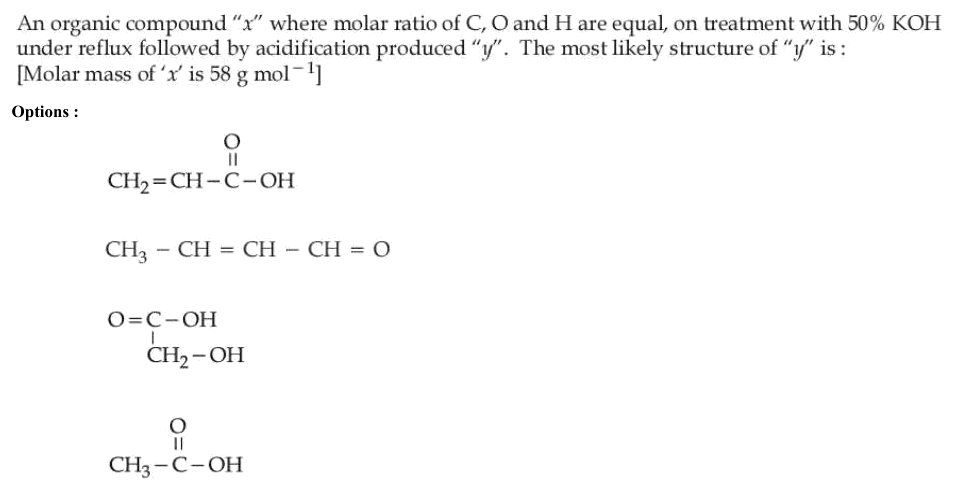 An organic compound “x” where molar ratio of C, O and H are equal, on treatment with 50% KOH
under reflux followed by acidification produced “y”. The most likely structure of “y” is :
[Molar mass of ‘x’ is 58 g mol−1]
Options :
O
||
CH2=CH−C−OH
CH3 − CH = CH − CH = O
O=C−OH
|
CH2−OH
O
||
CH3−C−OH